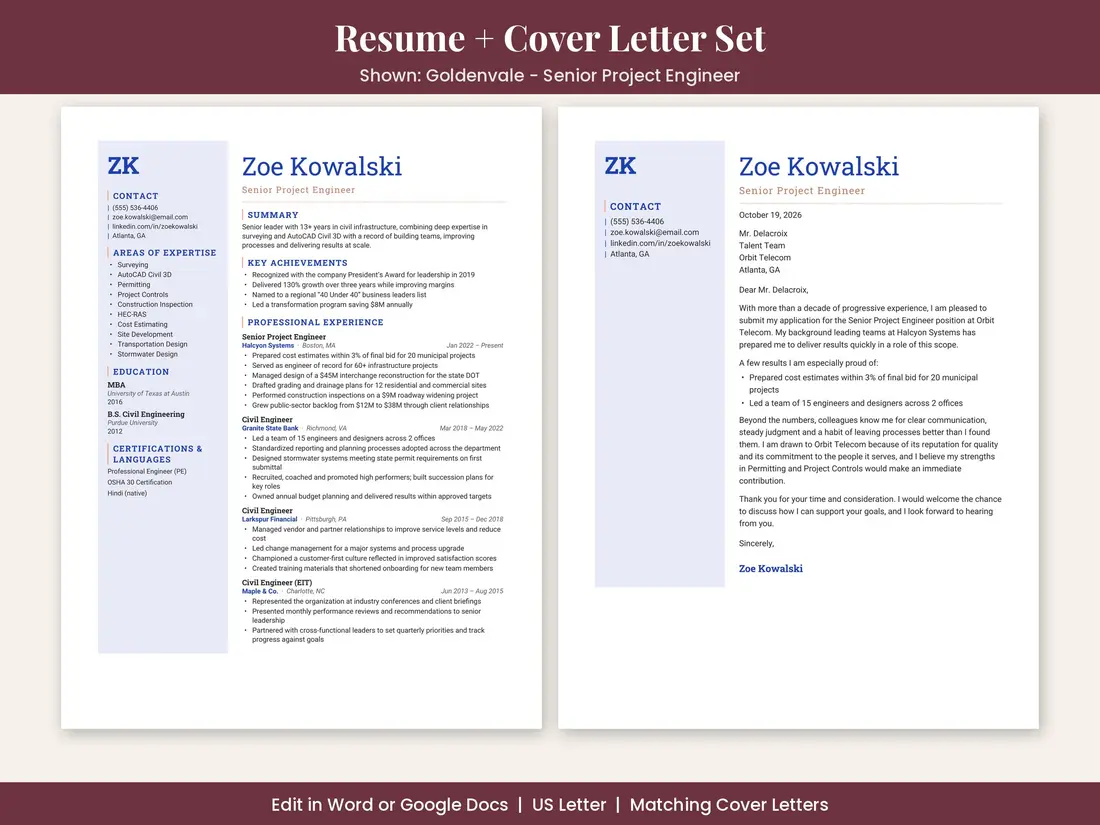 Resume + Cover Letter Set
Shown: Goldenvale - Senior Project Engineer
ZK
CONTACT
| (555) 536-4406
| zoe.kowalski@email.com
| linkedin.com/in/zoekowalski
| Atlanta, GA
AREAS OF EXPERTISE
• Surveying
• AutoCAD Civil 3D
• Permitting
• Project Controls
• Construction Inspection
• HEC-RAS
• Cost Estimating
• Site Development
• Transportation Design
• Stormwater Design
EDUCATION
MBA
University of Texas at Austin
2016
B.S. Civil Engineering
Purdue University
2012
CERTIFICATIONS &
LANGUAGES
Professional Engineer (PE)
OSHA 30 Certification
Hindi (native)
Zoe Kowalski
Senior Project Engineer
SUMMARY
Senior leader with 13+ years in civil infrastructure, combining deep expertise in
surveying and AutoCAD Civil 3D with a record of building teams, improving
processes and delivering results at scale.
KEY ACHIEVEMENTS
• Recognized with the company President's Award for leadership in 2019
• Delivered 130% growth over three years while improving margins
• Named to a regional "40 Under 40" business leaders list
• Led a transformation program saving $8M annually
PROFESSIONAL EXPERIENCE
Senior Project Engineer
Halcyon Systems · Boston, MA Jan 2022 – Present
• Prepared cost estimates within 3% of final bid for 20 municipal projects
• Served as engineer of record for 60+ infrastructure projects
• Managed design of a $45M interchange reconstruction for the state DOT
• Drafted grading and drainage plans for 12 residential and commercial sites
• Performed construction inspections on a $9M roadway widening project
• Grew public-sector backlog from $12M to $38M through client relationships
Civil Engineer
Granite State Bank · Richmond, VA Mar 2018 – May 2022
• Led a team of 15 engineers and designers across 2 offices
• Standardized reporting and planning processes adopted across the department
• Designed stormwater systems meeting state permit requirements on first
submittal
• Recruited, coached and promoted high performers; built succession plans for
key roles
• Owned annual budget planning and delivered results within approved targets
Civil Engineer
Larkspur Financial · Pittsburgh, PA Sep 2015 – Dec 2018
• Managed vendor and partner relationships to improve service levels and reduce
cost
• Led change management for a major systems and process upgrade
• Championed a customer-first culture reflected in improved satisfaction scores
• Created training materials that shortened onboarding for new team members
Civil Engineer (EIT)
Maple & Co. · Charlotte, NC Jun 2013 – Aug 2015
• Represented the organization at industry conferences and client briefings
• Presented monthly performance reviews and recommendations to senior
leadership
• Partnered with cross-functional leaders to set quarterly priorities and track
progress against goals
ZK
CONTACT
| (555) 536-4406
| zoe.kowalski@email.com
| linkedin.com/in/zoekowalski
| Atlanta, GA
Zoe Kowalski
Senior Project Engineer
October 19, 2026
Mr. Delacroix
Talent Team
Orbit Telecom
Atlanta, GA
Dear Mr. Delacroix,
With more than a decade of progressive experience, I am pleased to
submit my application for the Senior Project Engineer position at Orbit
Telecom. My background leading teams at Halcyon Systems has
prepared me to deliver results quickly in a role of this scope.
A few results I am especially proud of:
• Prepared cost estimates within 3% of final bid for 20 municipal
projects
• Led a team of 15 engineers and designers across 2 offices
Beyond the numbers, colleagues know me for clear communication,
steady judgment and a habit of leaving processes better than I found
them. I am drawn to Orbit Telecom because of its reputation for quality
and its commitment to the people it serves, and I believe my strengths
in Permitting and Project Controls would make an immediate
contribution.
Thank you for your time and consideration. I would welcome the chance
to discuss how I can support your goals, and I look forward to hearing
from you.
Sincerely,
Zoe Kowalski
Edit in Word or Google Docs | US Letter | Matching Cover Letters